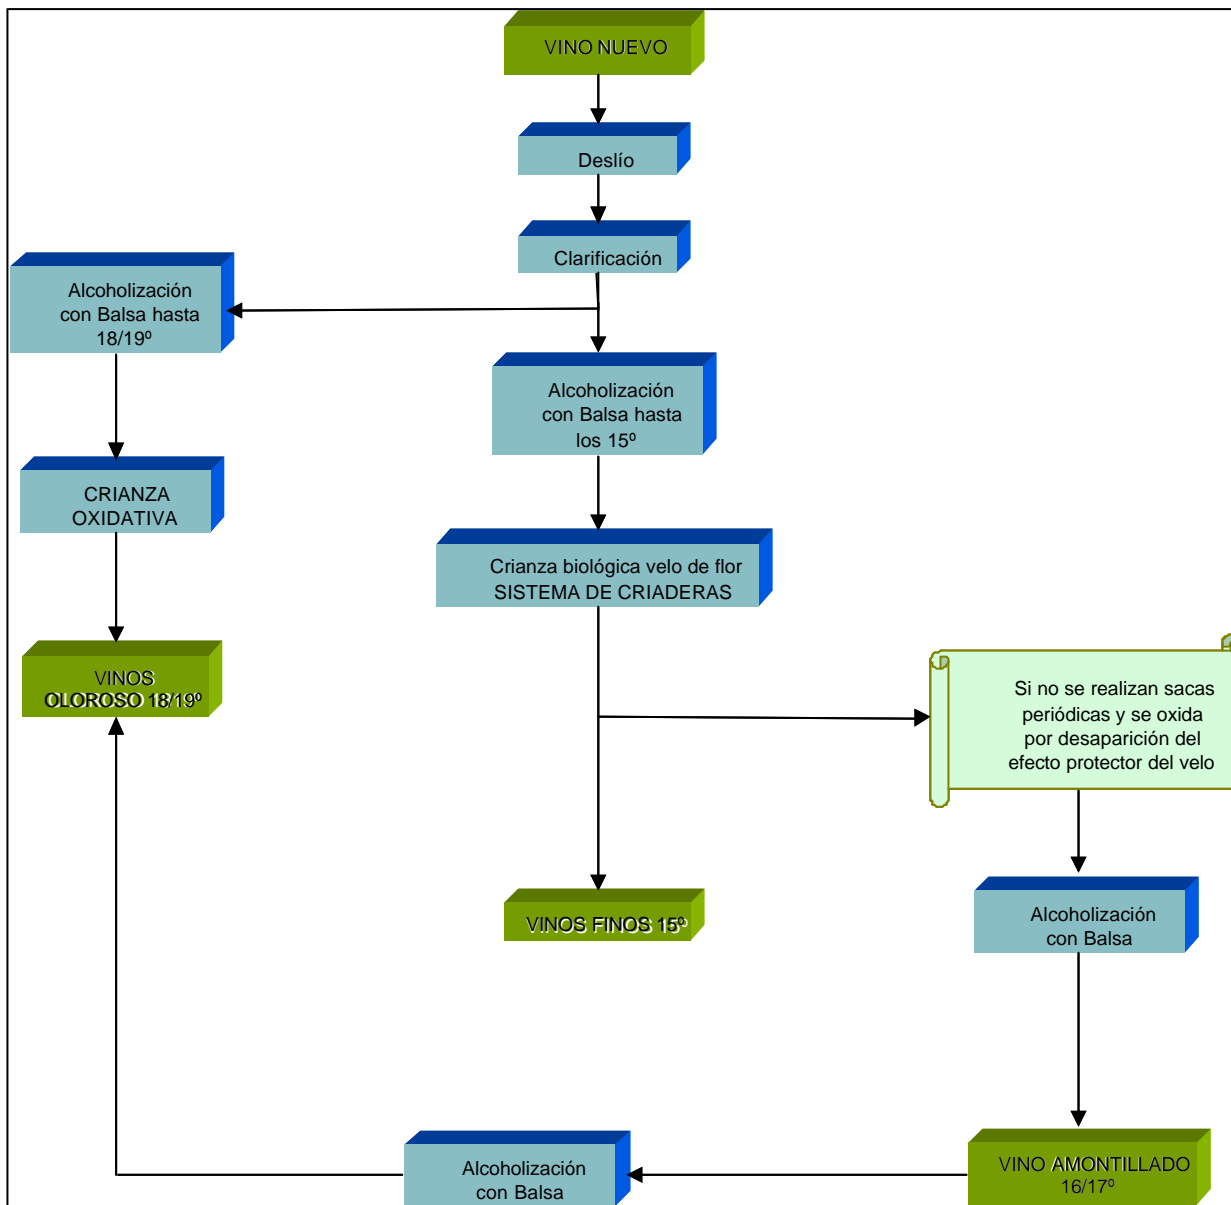 VINO NUEVO
Deslío
Clarificación
Alcoholización
con Balsa hasta
18/19º
Alcoholización
con Balsa hasta
los 15º
CRIANZA
OXIDATIVA
Crianza biológica velo de flor
SISTEMA DE CRIADERAS
VINOS
OLOROSO 18/19º
Si no se realizan sacas
periódicas y se oxida
por desaparición del
efecto protector del velo
VINOS FINOS 15º
Alcoholización
con Balsa
Alcoholización
con Balsa
VINO AMONTILLADO
16/17º